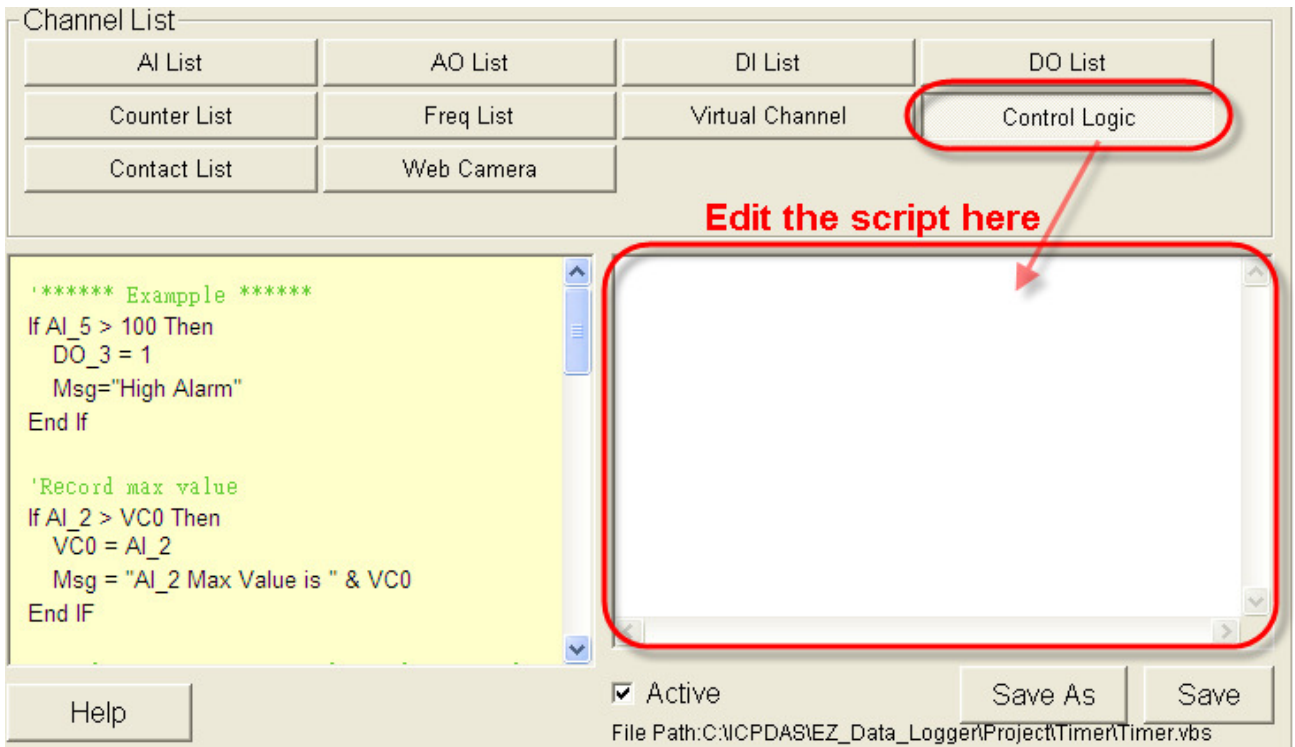 Channel List
AI List
AO List
DI List
DO List
Counter List
Freq List
Virtual Channel
Control Logic
Contact List
Web Camera
Edit the script here
'****** Exampple ******
If AI_5 > 100 Then
DO_3 = 1
Msg="High Alarm"
End If
'Record max value
If AI_2 > VC0 Then
VC0 = AI_2
Msg = "AI_2 Max Value is " & VC0
End IF
Help
Active
Save As
Save
File Path:C:\ICPDAS\EZ_Data_Logger\Project\Timer\Timer.vbs